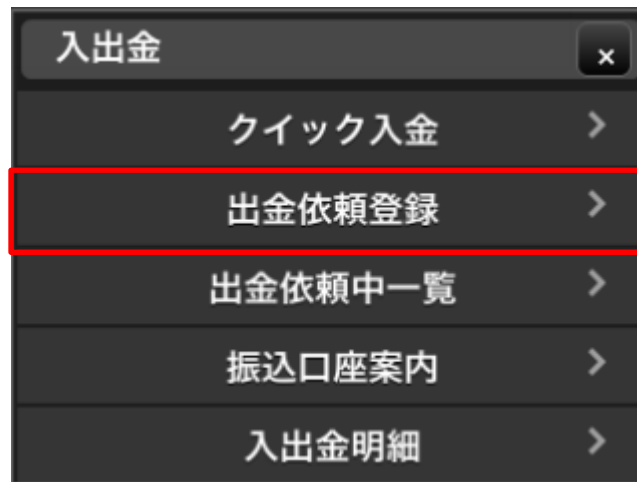 入出金
×
クイック入金
出金依頼登録
出金依頼中一覧
振込口座案内
入出金明細